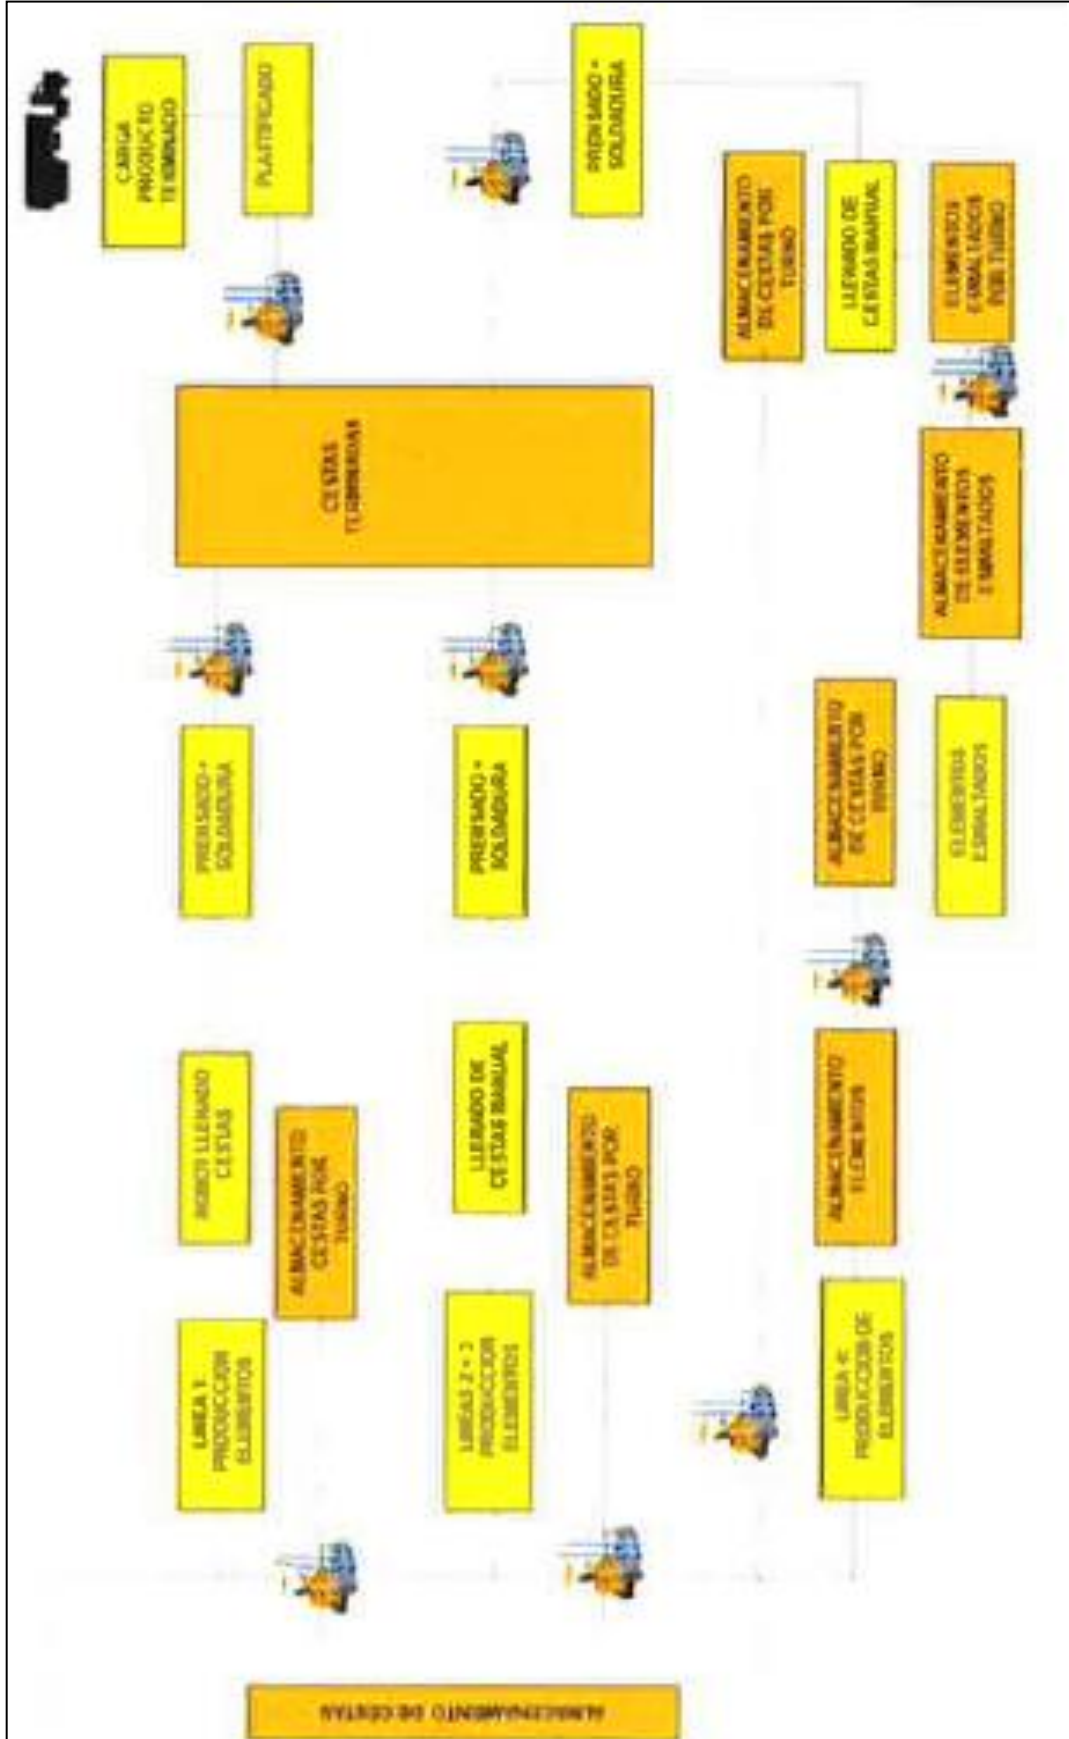 CARGA
PRODUCTO
TERMINADO
PLASTIFICADO
PRENSADO +
SOLDADURA
ALMACENAMIENTO
DE CESTAS POR
TURNO
LLENADO DE
CESTAS MANUAL
ELEMENTOS
ESMALTADOS
POR TURNO
CESTAS
TERMINADAS
ALMACENAMIENTO
DE ELEMENTOS
ESMALTADOS
PRENSADO +
SOLDADURA
PRENSADO +
SOLDADURA
ALMACENAMIENTO
DE CESTAS POR
TURNO
ELEMENTOS
ESMALTADOS
ROBOT LLENADO
CESTAS
ALMACENAMIENTO
CESTAS POR
TURNO
LLENADO DE
CESTAS MANUAL
ALMACENAMIENTO
DE CESTAS POR
TURNO
ALMACENAMIENTO
ELEMENTOS
LINEA 1:
PRODUCCION
ELEMENTOS
LINEAS 2 + 3
PRODUCCION
ELEMENTOS
LINEA 4:
PRODUCCION DE
ELEMENTOS
ALMACENAMIENTO DE CESTAS